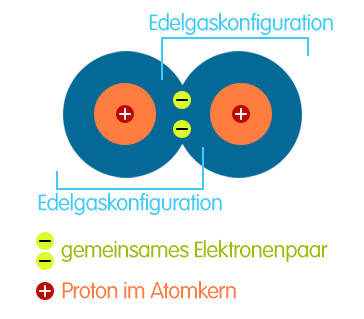 Edelgaskonfiguration
Edelgaskonfiguration
gemeinsames Elektronenpaar
Proton im Atomkern